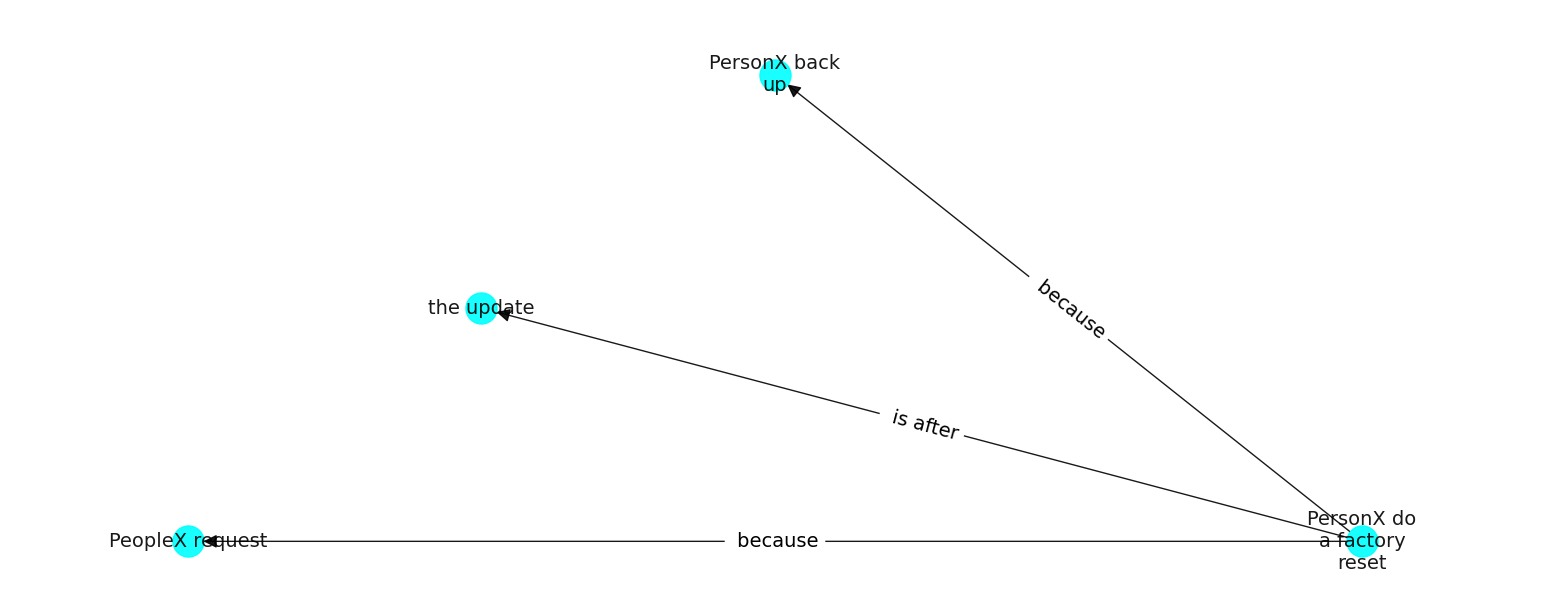 PersonX back
up
because
the update
is after
PersonX do
a factory
reset
PeopleX request
because